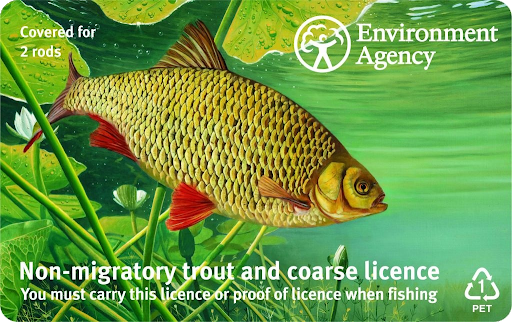 Covered for
2 rods
Environment
Agency
Non-migratory trout and coarse licence
You must carry this licence or proof of licence when fishing
1
PET